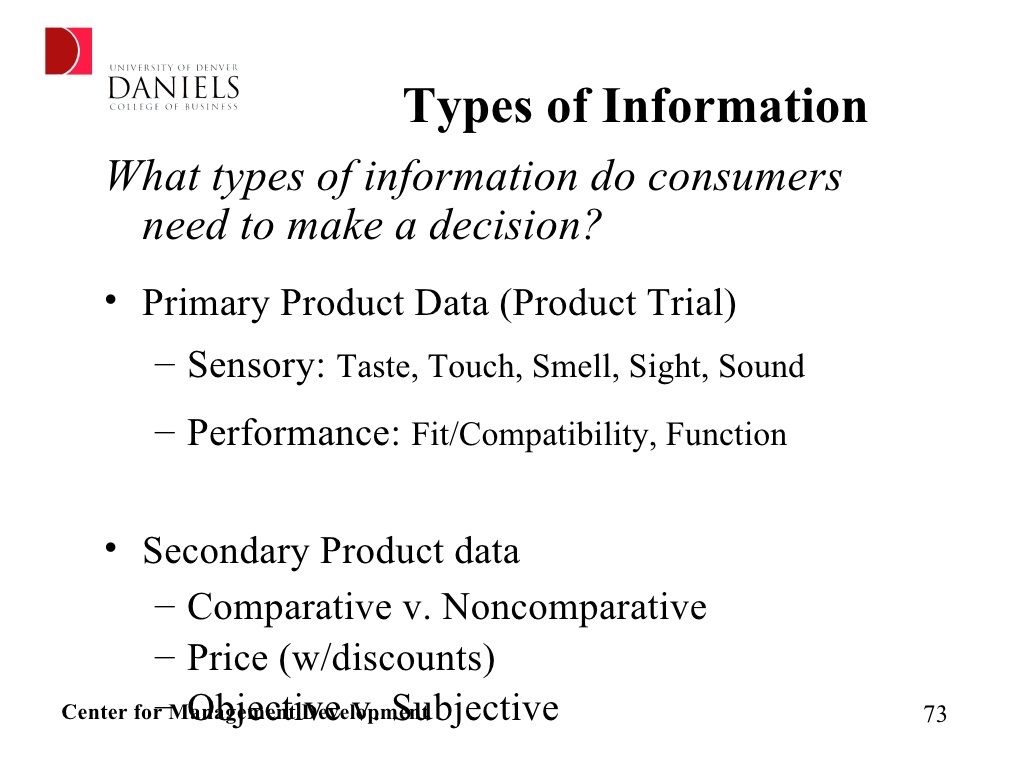 UNIVERSITY OF DENVER
DANIELS
COLLEGE OF BUSINESS
Types of Information
What types of information do consumers
need to make a decision?
• Primary Product Data (Product Trial)
– Sensory: Taste, Touch, Smell, Sight, Sound
– Performance: Fit/Compatibility, Function
• Secondary Product data
– Comparative v. Noncomparative
– Price (w/discounts)
– Objective v. Subjective
Center for Management Development
73